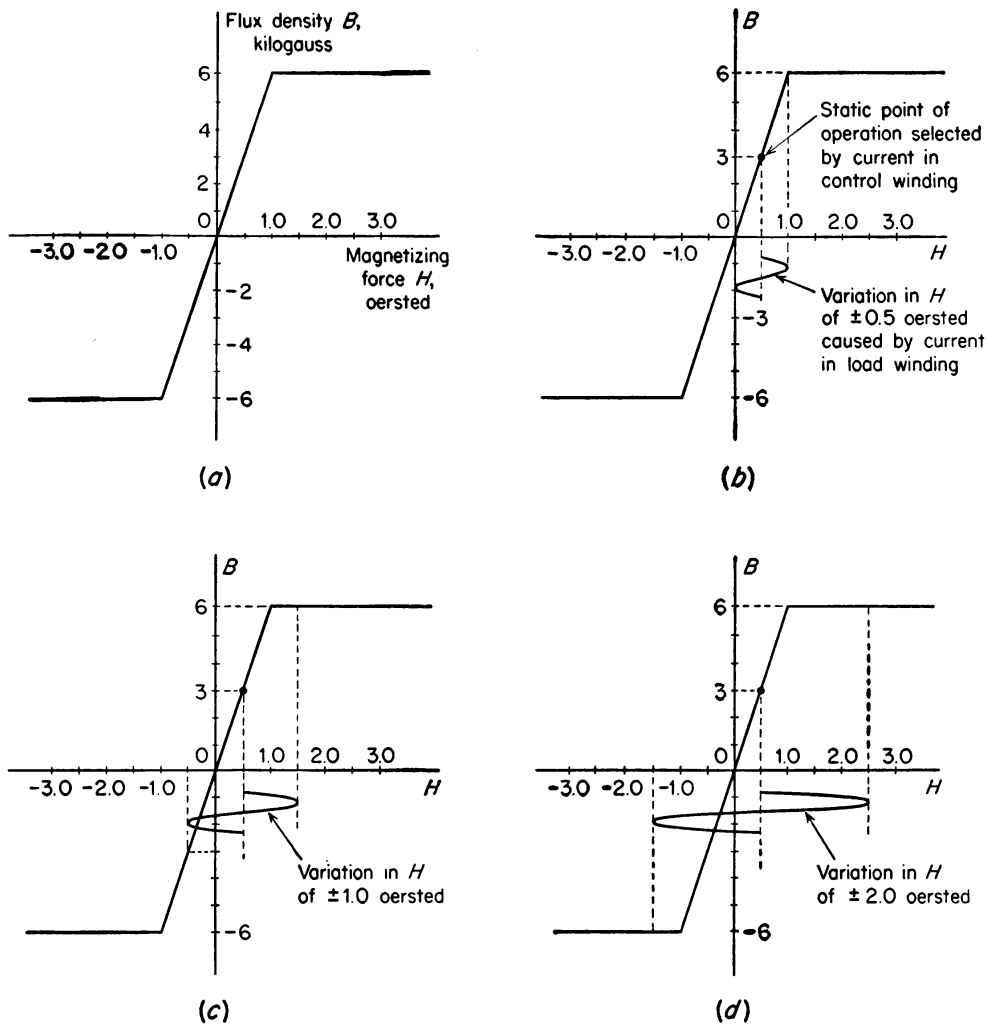 Flux density B,
kilogauss
6
4
2
0 1.0 2.0 3.0
-3.0 -2.0 -1.0
Magnetizing
force H,
oersted
-2
-4
-6
(a)
B
6
Static point of
operation selected
by current in
control winding
3
0 1.0 2.0 3.0
-3.0 -2.0 -1.0
H
Variation in H
of ±0.5 oersted
caused by current
in load winding
-3
-6
(b)
B
6
3
0 1.0 2.0 3.0
-3.0 -2.0 -1.0
H
Variation in H
of ±1.0 oersted
-6
(c)
B
6
3
0 1.0 2.0 3.0
-3.0 -2.0 -1.0
H
Variation in H
of ±2.0 oersted
-6
(d)